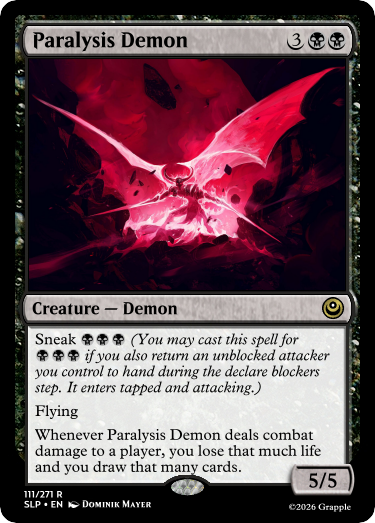 Paralysis Demon 3
Creature — Demon
Sneak (You may cast this spell for
if you also return an unblocked attacker
you control to hand during the declare blockers
step. It enters tapped and attacking.)
Flying
Whenever Paralysis Demon deals combat
damage to a player, you lose that much life
and you draw that many cards.
5/5
111/271 R
SLP • EN Dominik Mayer
©2026 Grapple